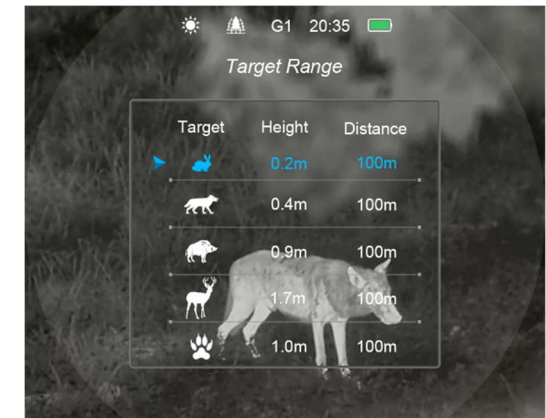 G1 20:35
Target Range
Target Height Distance
0.2m 100m
0.4m 100m
0.9m 100m
1.7m 100m
1.0m 100m